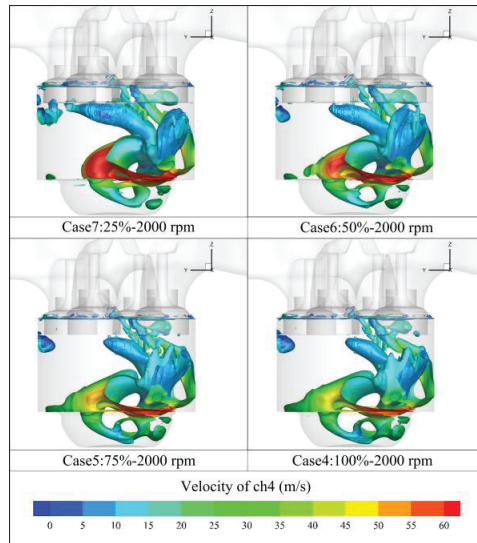 Z
Y
X
Z
Y
X
Case7:25%-2000 rpm
Case6:50%-2000 rpm
Z
Y
X
Z
Y
X
Case5:75%-2000 rpm
Case4:100%-2000 rpm
Velocity of ch4 (m/s)
0 5 10 15 20 25 30 35 40 45 50 55 60